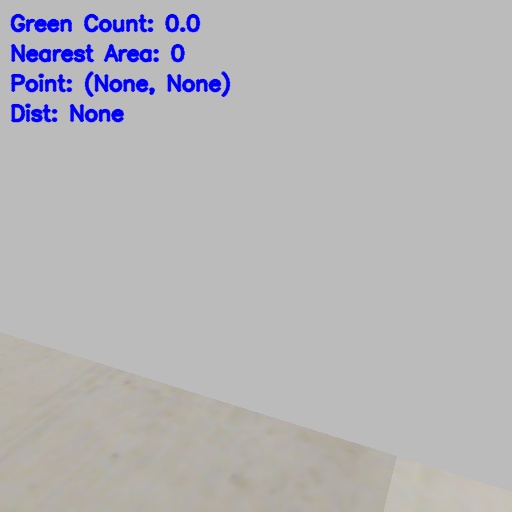 Green Count: 0.0
Nearest Area: 0
Point: (None, None)
Dist: None